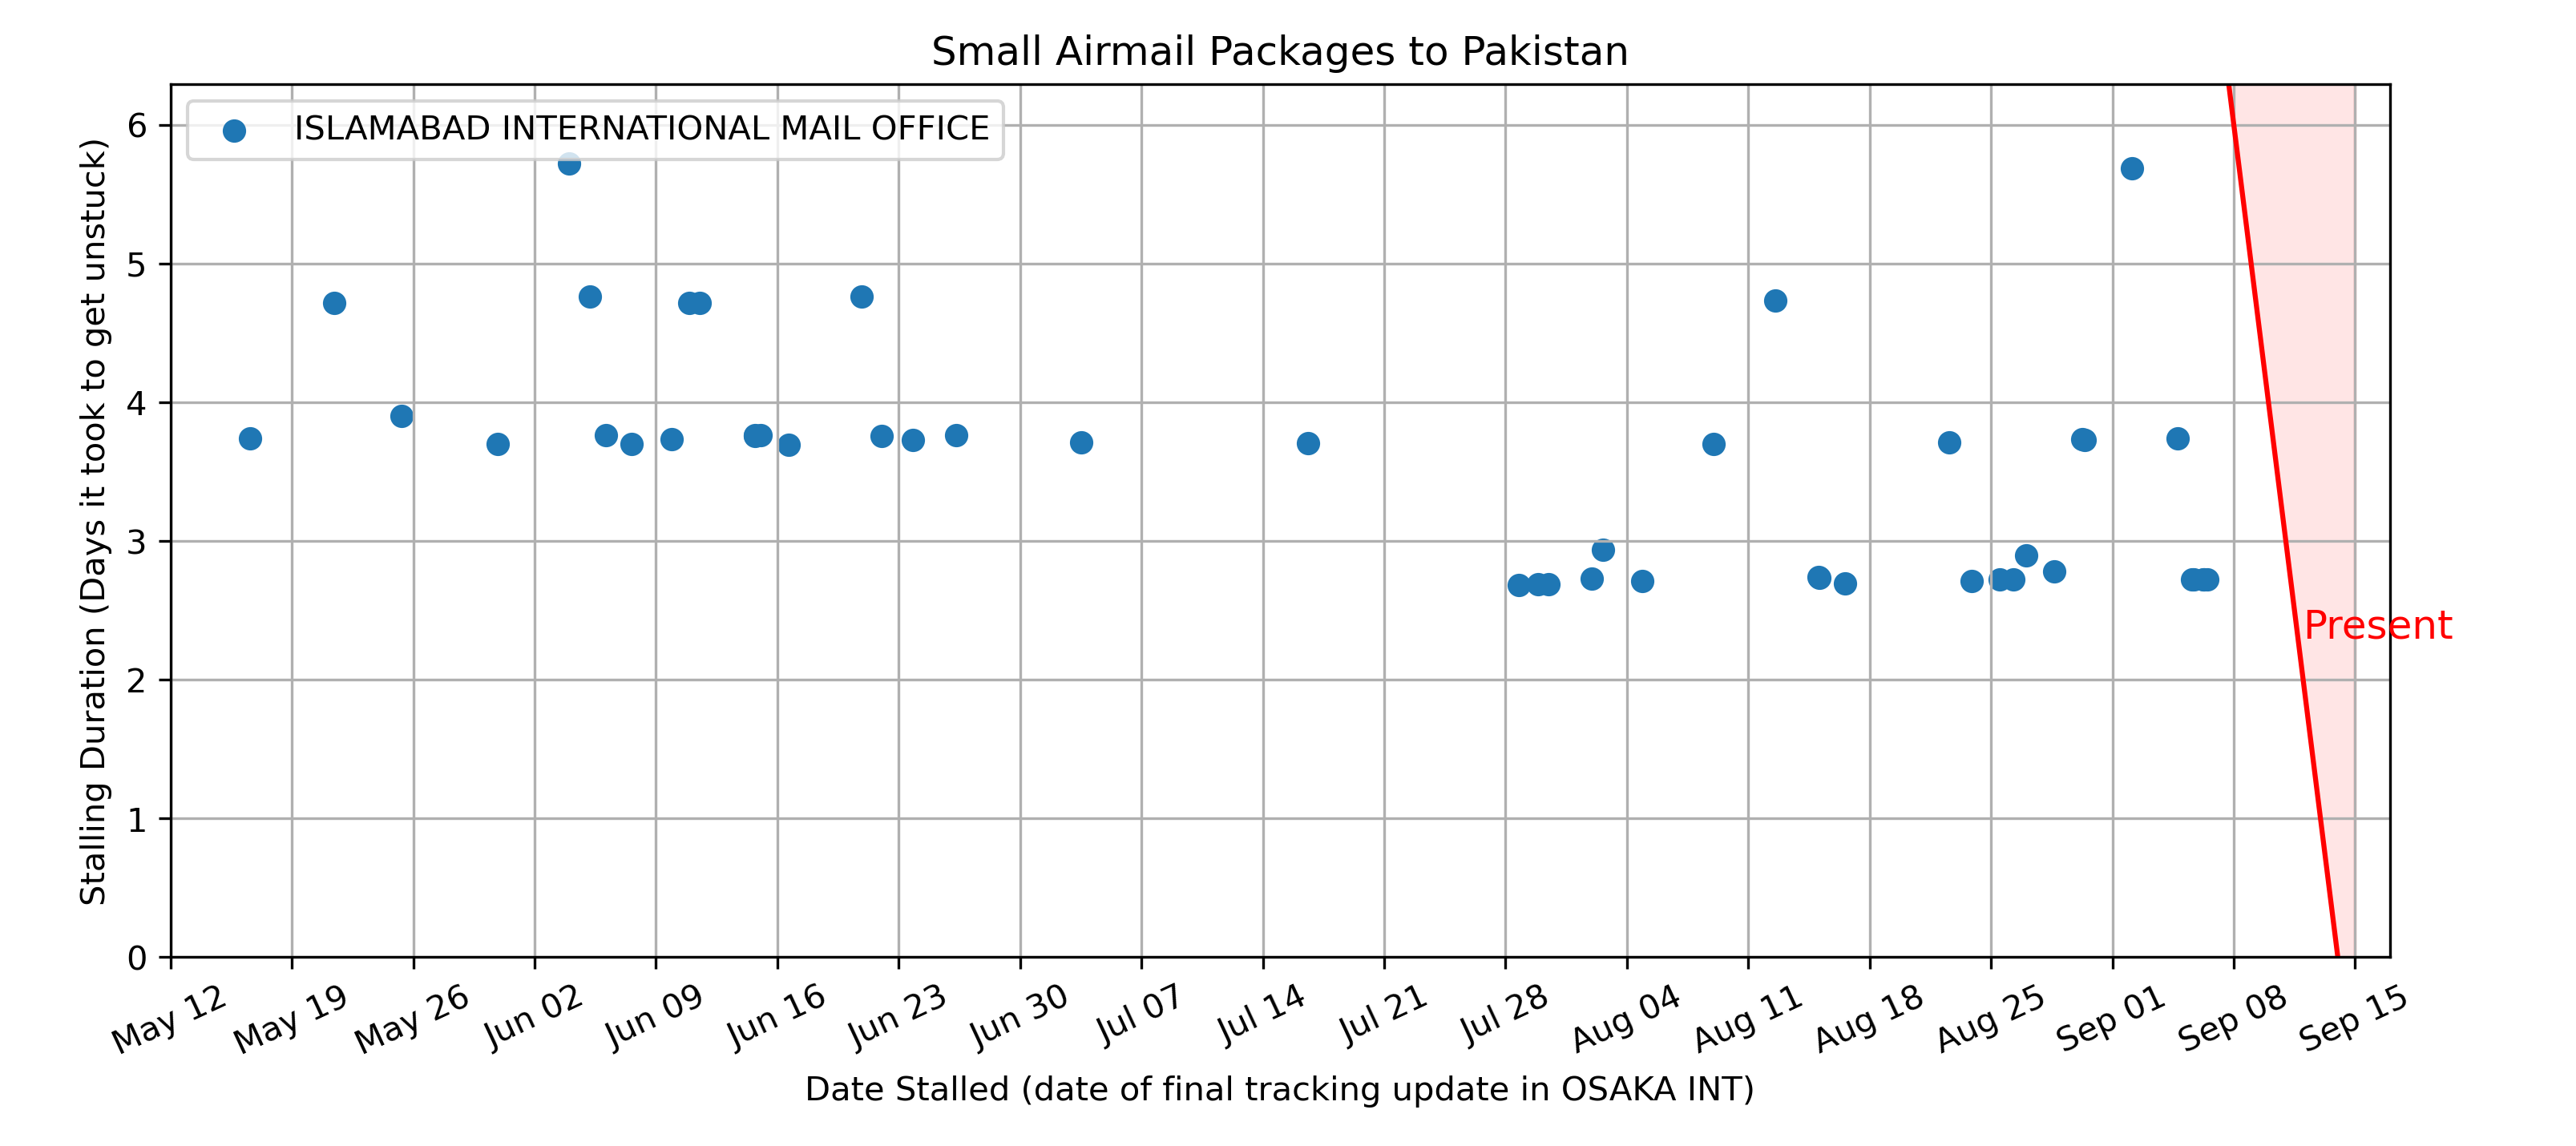 Small Airmail Packages to Pakistan
ISLAMABAD INTERNATIONAL MAIL OFFICE
Stalling Duration (Days it took to get unstuck)
6
5
4
3
2
1
0
Present
May 12
May 19
May 26
Jun 02
Jun 09
Jun 16
Jun 23
Jun 30
Jul 07
Jul 14
Jul 21
Jul 28
Aug 04
Aug 11
Aug 18
Aug 25
Sep 01
Sep 08
Sep 15
Date Stalled (date of final tracking update in OSAKA INT)